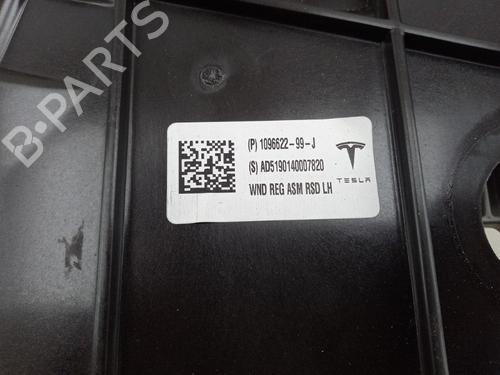 (P) 1096622-99-J
(S) AD5190140007820
WND REG ASM RSD LH
TESLA
B-PARTS